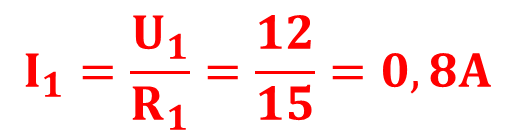 I₁ = U₁/R₁ = 12/15 = 0,8A